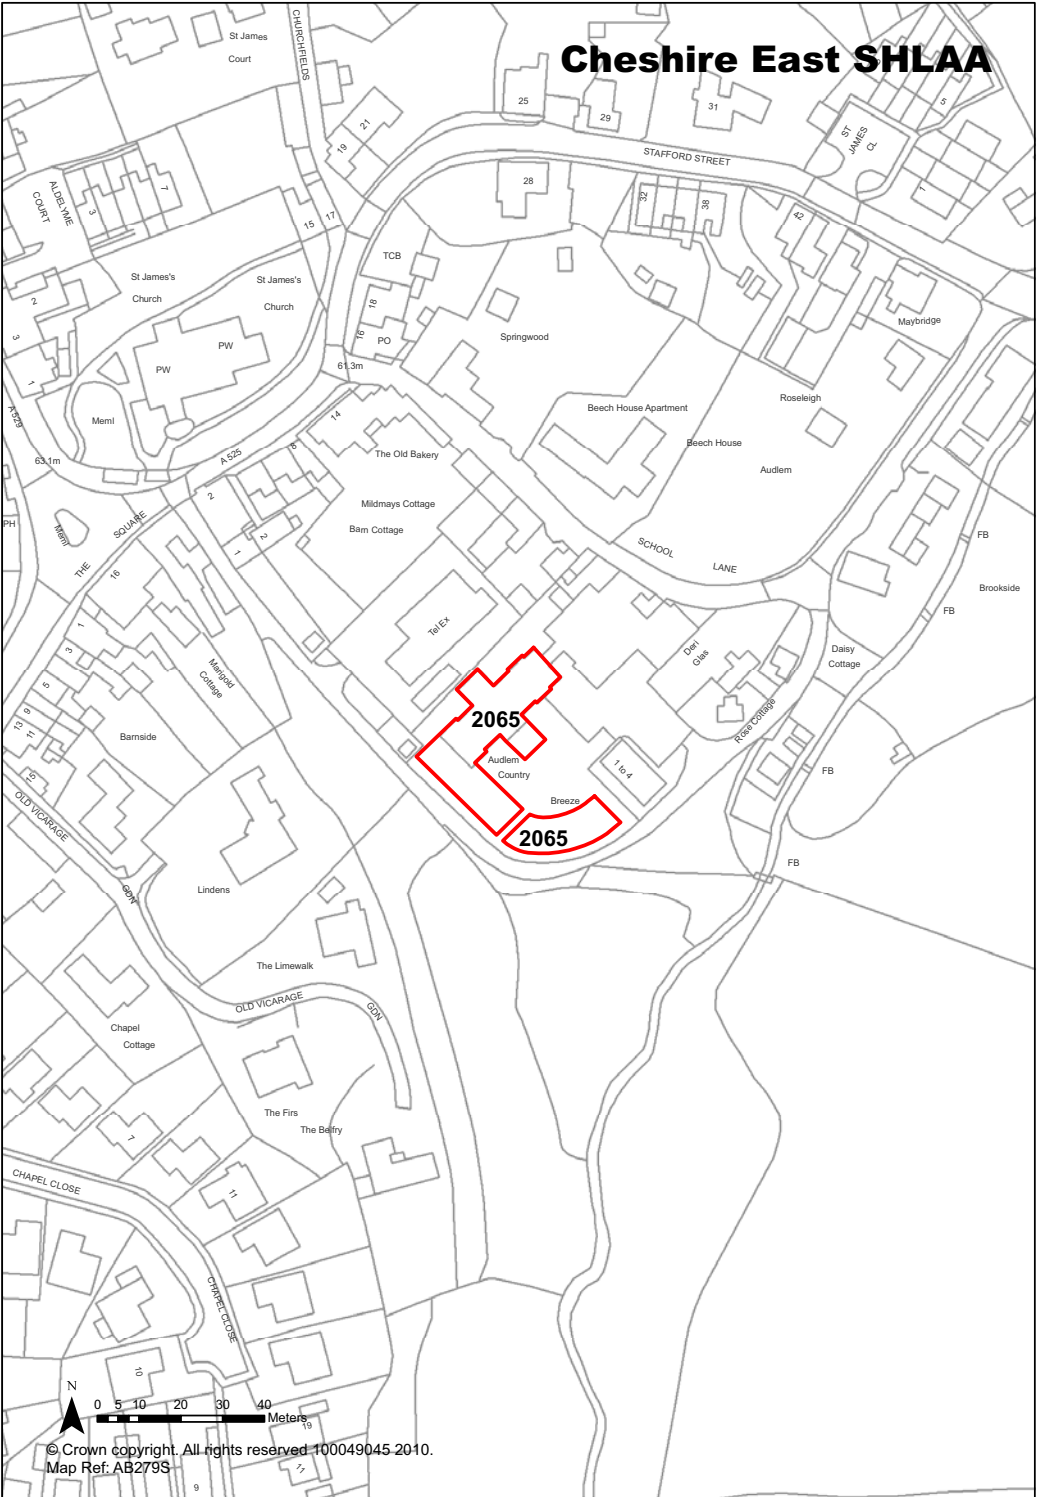 Cheshire East SHLAA
St James
Court
CHURCHFIELDS
25
29
31
5
ST
JAMES
CL
21
19
STAFFORD STREET
28
32
38
1
42
ALDELYME
COURT
3
7
15
17
TCB
St James's
Church
St James's
Church
2
18
16
PO
Springwood
Maybridge
3
PW
PW
61.3m
1
Roseleigh
Meml
14
Beech House Apartment
A 529
8
A 525
Beech House
The Old Bakery
63.1m
Audlem
2
Mildmays Cottage
PH
Meml
SQUARE
Barn Cottage
2
1
FB
SCHOOL
LANE
THE
16
Brookside
FB
1
Tel Ex
3
Deri
Glas
Daisy
Cottage
Marigold
Cottage
5
9
13
11
2065
Rose Cottage
Barnside
Audlem
Country
1 to 4
15
FB
Breeze
OLD VICARAGE
2065
FB
GDN
Lindens
The Limewalk
OLD VICARAGE
GDN
Chapel
Cottage
The Firs
The Belfry
7
CHAPEL CLOSE
11
CHAPEL CLOSE
10
N
0 5 10 20 30 40
Meters
19
© Crown copyright. All rights reserved 100049045 2010.
Map Ref: AB279S
11
9